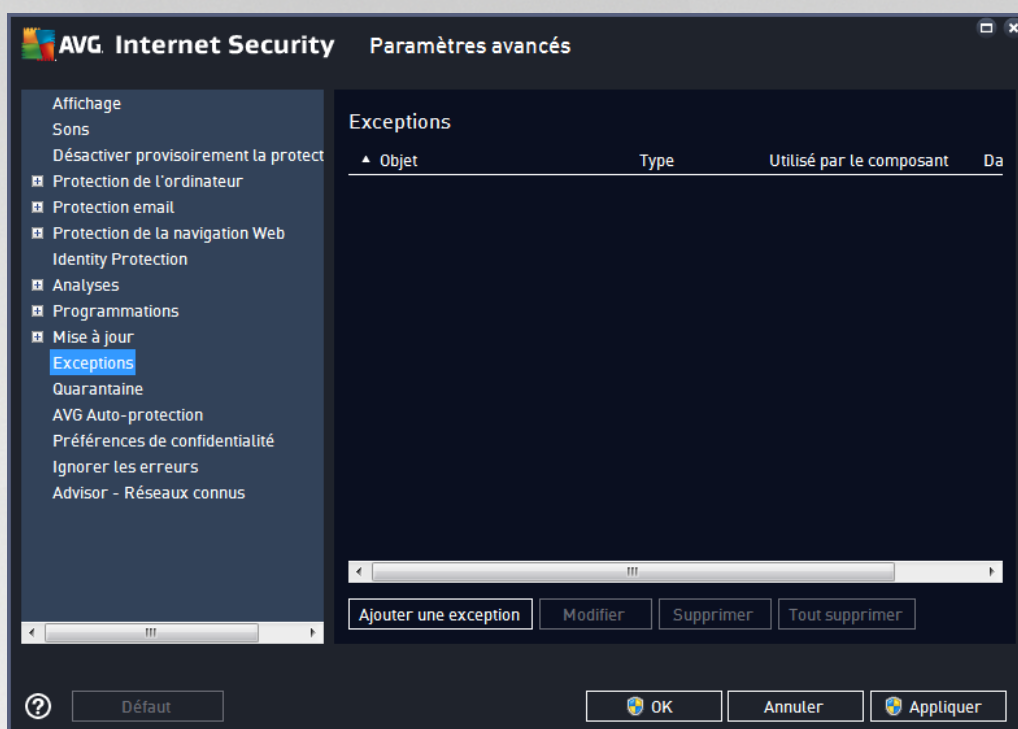 AVG. Internet Security Paramètres avancés
Affichage
Sons
Désactiver provisoirement la protect
Protection de l'ordinateur
Protection email
Protection de la navigation Web
Identity Protection
Analyses
Programmations
Mise à jour
Exceptions
Quarantaine
AVG Auto-protection
Préférences de confidentialité
Ignorer les erreurs
Advisor - Réseaux connus
Exceptions
Objet Type Utilisé par le composant Da
Ajouter une exception Modifier Supprimer Tout supprimer
? Défaut OK Annuler Appliquer